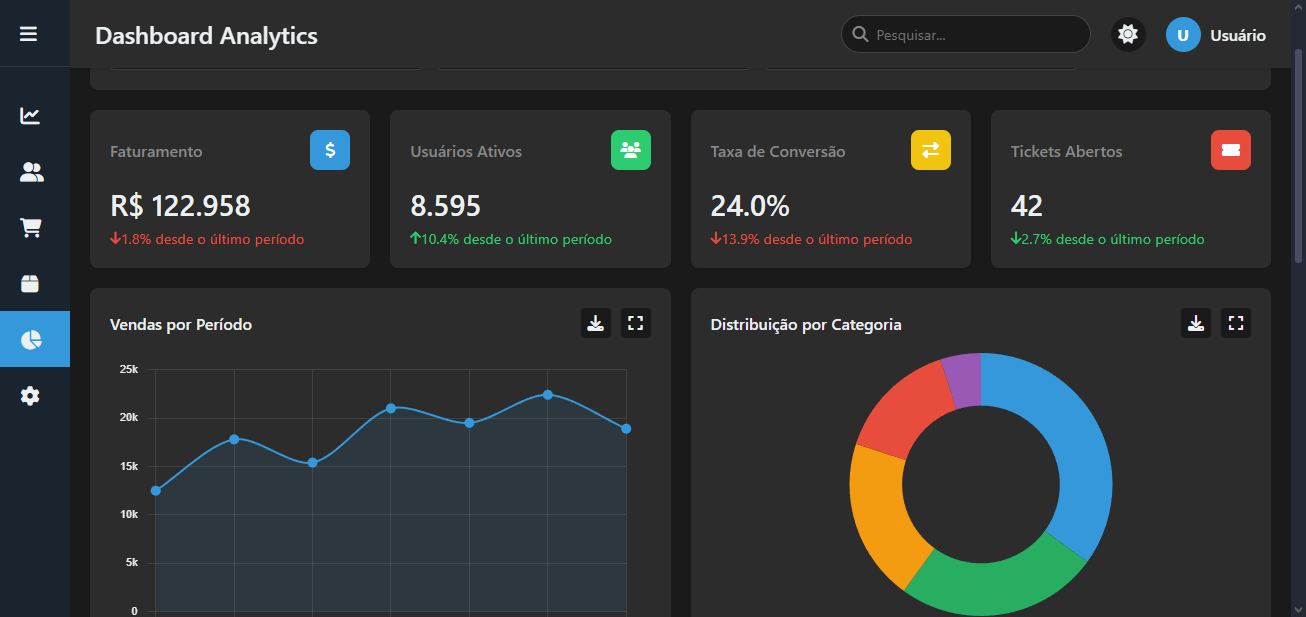 Dashboard Analytics
Pesquisar...
U
Usuário
Faturamento
$
R$ 122.958
1.8% desde o último período
Usuários Ativos
8.595
10.4% desde o último período
Taxa de Conversão
24.0%
13.9% desde o último período
Tickets Abertos
42
2.7% desde o último período
Vendas por Período
25k
20k
15k
10k
5k
0
Distribuição por Categoria